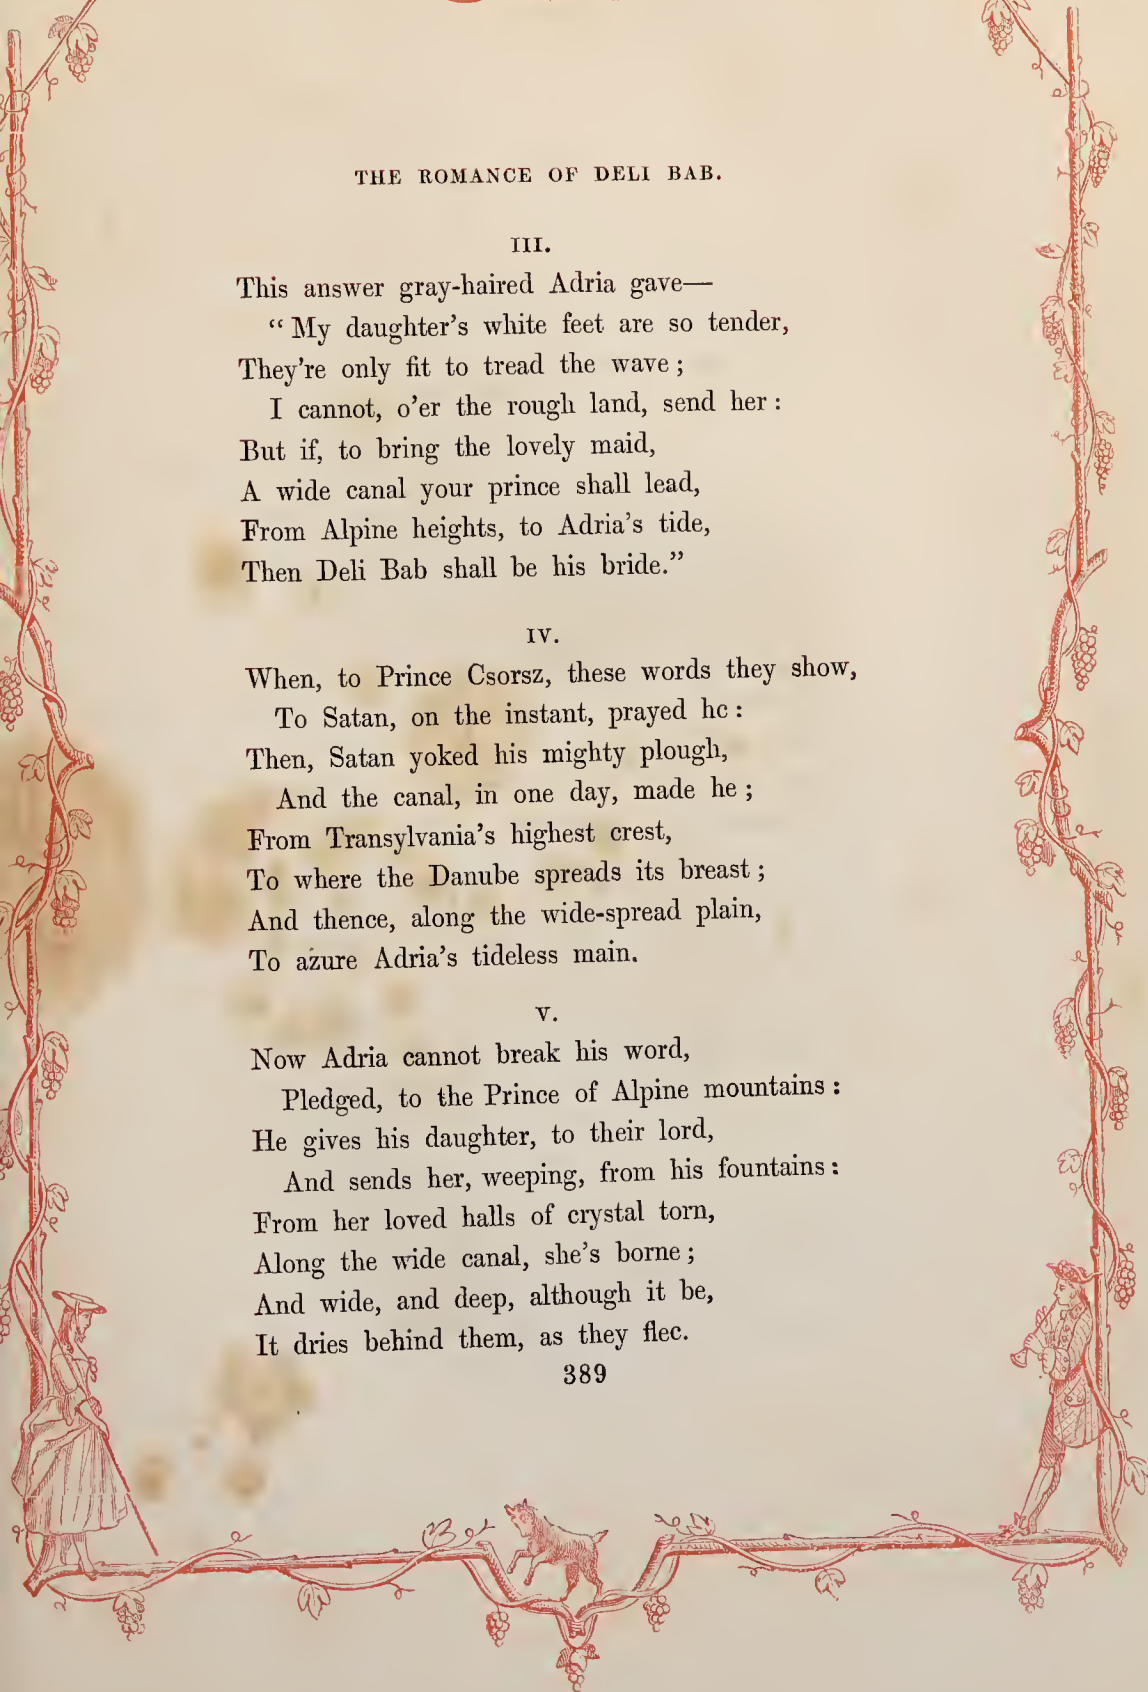 THE ROMANCE OF DELI BAB.
III.
This answer gray-haired Adria gave—
“ My daughter’s white feet are so tender,
They’re only fit to tread the wave ;
I cannot, o’er the rough land, send her :
But if, to bring the lovely maid,
A wide canal your prince shall lead,
From Alpine heights, to Adria’s tide,
Then Deli Bab shall be his bride.”
IV.
When, to Prince Csorsz, these words they show,
To Satan, on the instant, prayed he :
Then, Satan yoked his mighty plough,
And the canal, in one day, made he ;
From Transylvania’s highest crest,
To where the Danube spreads its breast ;
And thence, along the wide-spread plain,
To azure Adria’s tideless main.
V.
Now Adria cannot break his word,
Pledged, to the Prince of Alpine mountains :
He gives his daughter, to their lord,
And sends her, weeping, from his fountains :
From her loved halls of crystal torn,
Along the wide canal, she’s borne ;
And wide, and deep, although it be,
It dries behind them, as they flee.
389